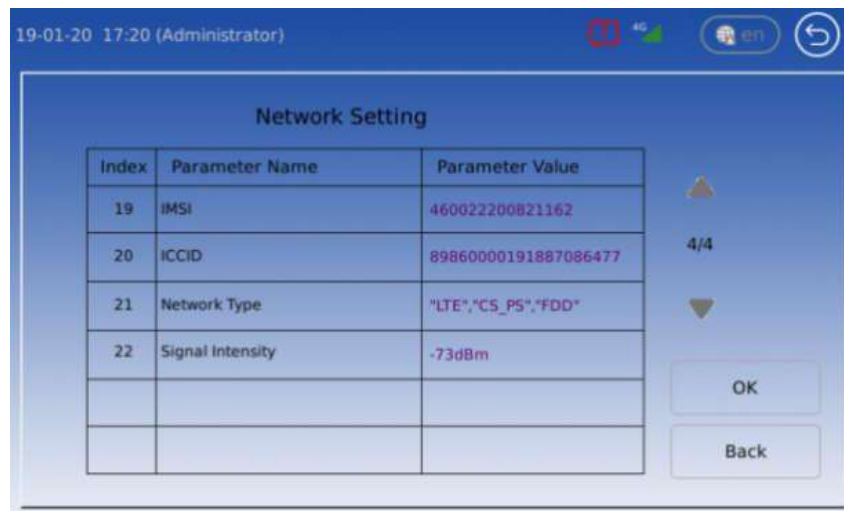 19-01-20 17:20 (Administrator)
4G
en
Network Setting
Index Parameter Name Parameter Value
19 IMSI 460022200821162
20 ICCID 89860000191887086477
4/4
21 Network Type "LTE","CS_PS","FDD"
22 Signal Intensity -73dBm
OK
Back